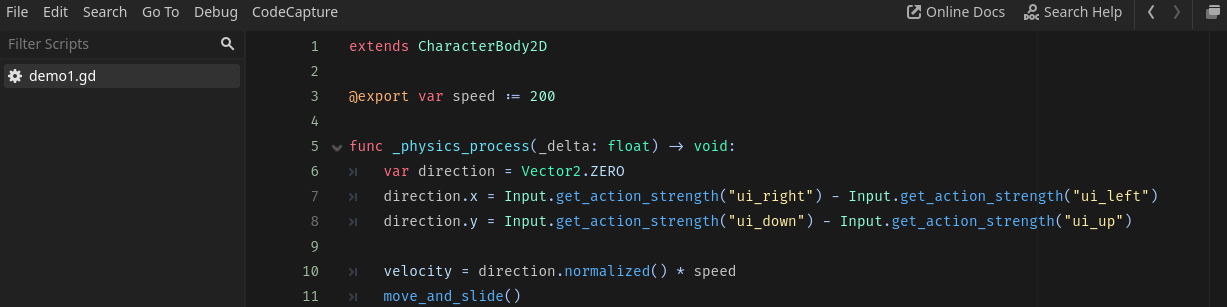 File Edit Search Go To Debug CodeCapture Online Docs Search Help
Filter Scripts
demo1.gd
1 extends CharacterBody2D
2
3 @export var speed := 200
4
5 func _physics_process(_delta: float) -> void:
6 var direction = Vector2.ZERO
7 direction.x = Input.get_action_strength("ui_right") - Input.get_action_strength("ui_left")
8 direction.y = Input.get_action_strength("ui_down") - Input.get_action_strength("ui_up")
9
10 velocity = direction.normalized() * speed
11 move_and_slide()